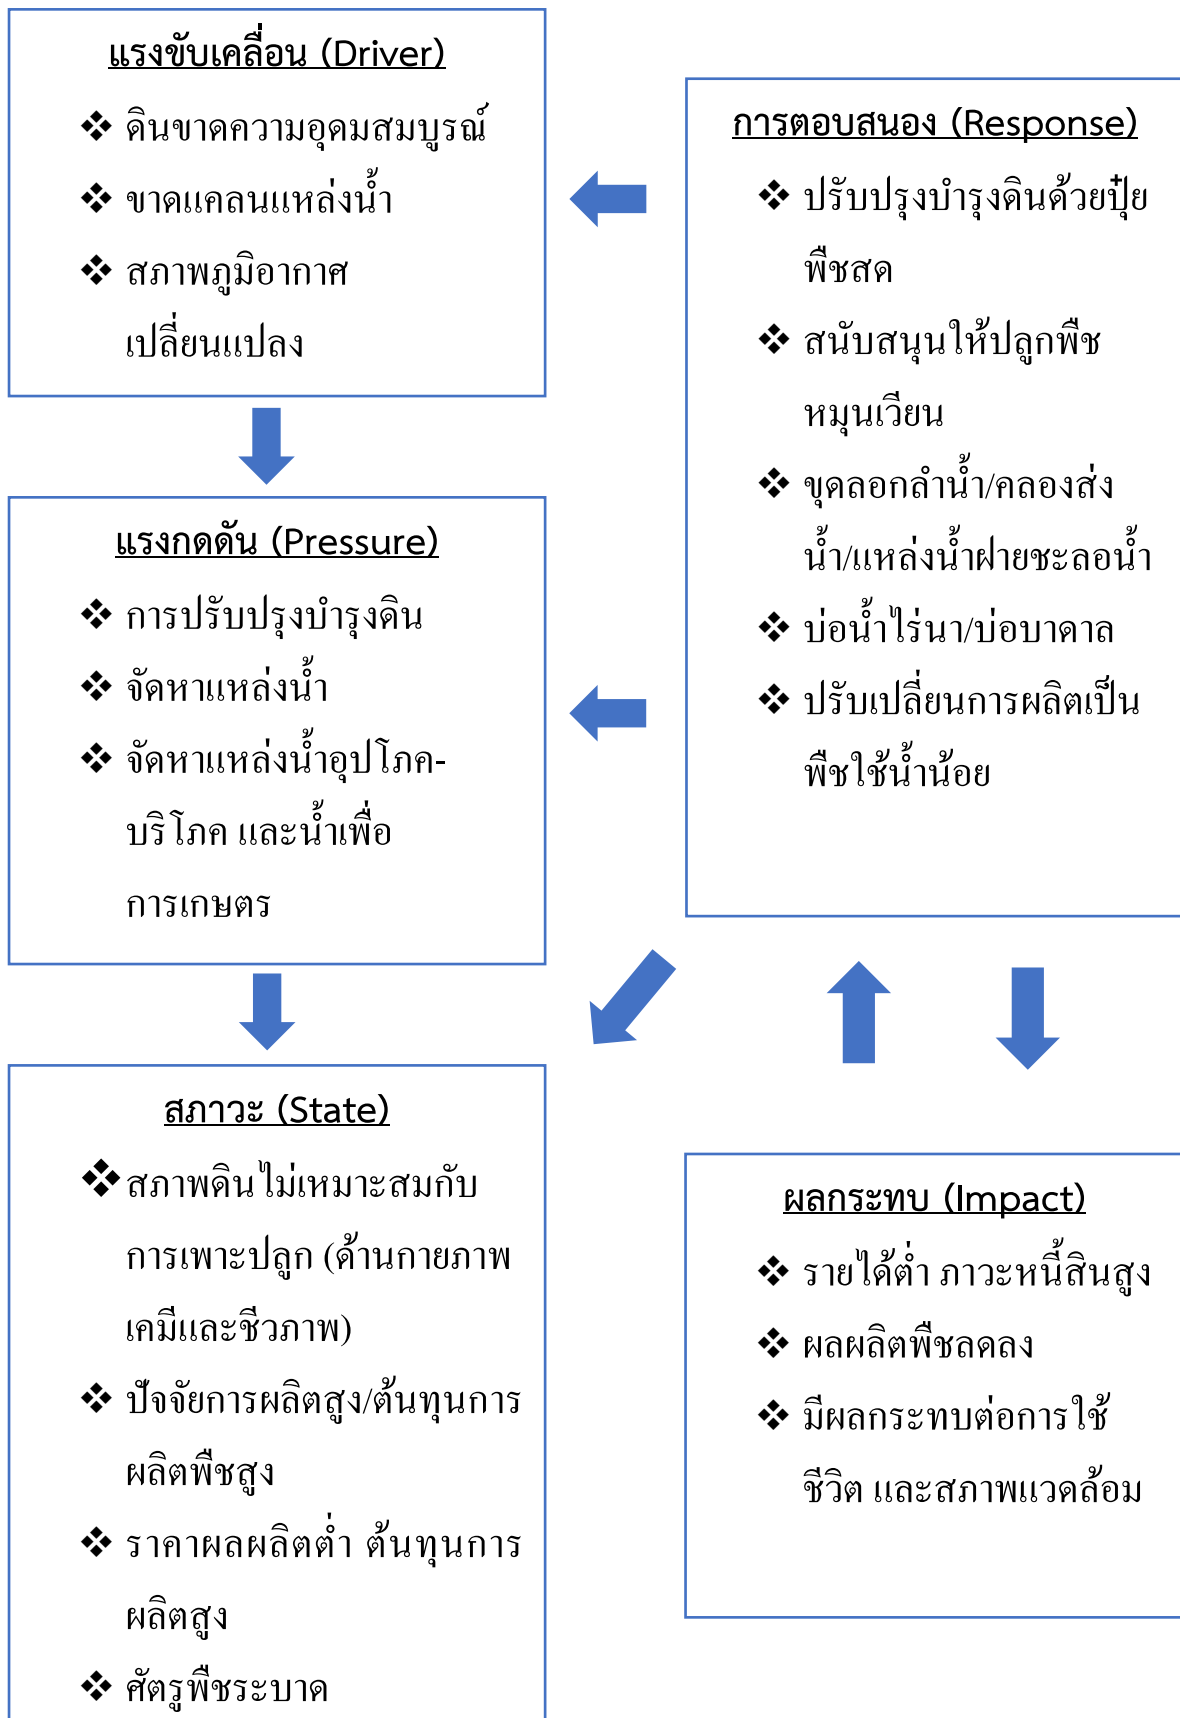 แรงขับเคลื่อน (Driver)
❖ ดินขาดความอุดมสมบูรณ์
❖ ขาดแคลนแหล่งน้ำ
❖ สภาพภูมิอากาศ
เปลี่ยนแปลง
แรงกดดัน (Pressure)
❖ การปรับปรุงบำรุงดิน
❖ จัดหาแหล่งน้ำ
❖ จัดหาแหล่งน้ำอุปโภค-
บริโภค และน้ำเพื่อ
การเกษตร
สภาวะ (State)
❖ สภาพดินไม่เหมาะสมกับ
การเพาะปลูก (ด้านกายภาพ
เคมีและชีวภาพ)
❖ ปัจจัยการผลิตสูง/ต้นทุนการ
ผลิตพืชสูง
❖ ราคาผลผลิตต่ำ ต้นทุนการ
ผลิตสูง
❖ ศัตรูพืชระบาด
การตอบสนอง (Response)
❖ ปรับปรุงบำรุงดินด้วยปุ๋ย
พืชสด
❖ สนับสนุนให้ปลูกพืช
หมุนเวียน
❖ ขุดลอกลำน้ำ/คลองส่ง
น้ำ/แหล่งน้ำฝายชะลอน้ำ
❖ บ่อน้ำไร่นา/บ่อบาดาล
❖ ปรับเปลี่ยนการผลิตเป็น
พืชใช้น้ำน้อย
ผลกระทบ (Impact)
❖ รายได้ต่ำ ภาวะหนี้สินสูง
❖ ผลผลิตพืชลดลง
❖ มีผลกระทบต่อการใช้
ชีวิต และสภาพแวดล้อม